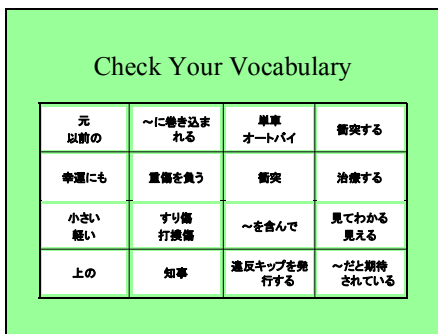 Check Your Vocabulary
元
以前の
～に巻き込ま
れる
単車
オートバイ
衝突する
幸運にも
重傷を負う
衝突
治療する
小さい
軽い
すり傷
打撲傷
～を含んで
見てわかる
見える
上の
知事
違反キップを発
行する
～だと期待
されている